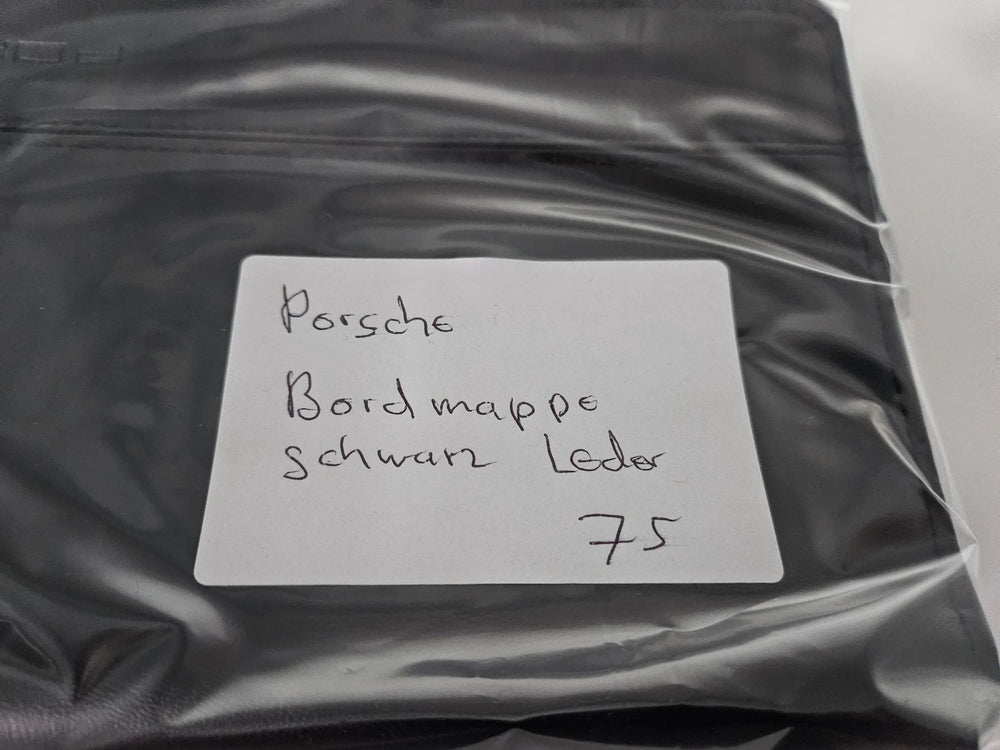 Porsche
Bordmappe
schwarz Leder
75